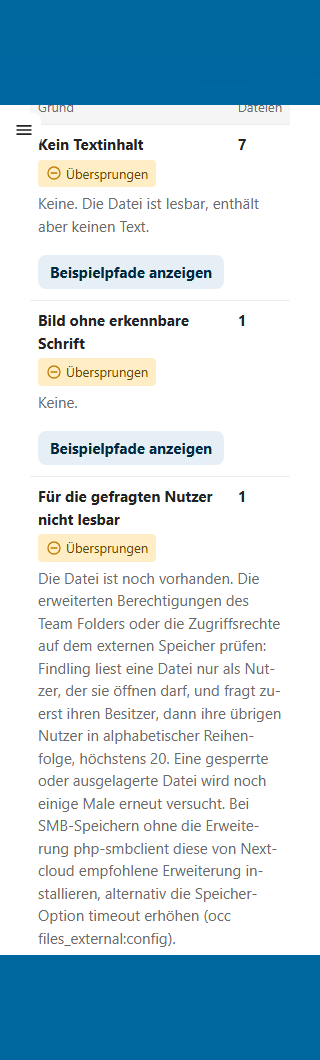 Grund Dateien
Kein Textinhalt 7
Übersprungen
Keine. Die Datei ist lesbar, enthält
aber keinen Text.
Beispielpfade anzeigen
Bild ohne erkennbare 1
Schrift
Übersprungen
Keine.
Beispielpfade anzeigen
Für die gefragten Nutzer 1
nicht lesbar
Übersprungen
Die Datei ist noch vorhanden. Die
erweiterten Berechtigungen des
Team Folders oder die Zugriffsrechte
auf dem externen Speicher prüfen:
Findling liest eine Datei nur als Nut-
zer, der sie öffnen darf, und fragt zu-
erst ihren Besitzer, dann ihre übrigen
Nutzer in alphabetischer Reihen-
folge, höchstens 20. Eine gesperrte
oder ausgelagerte Datei wird noch
einige Male erneut versucht. Bei
SMB-Speichern ohne die Erweite-
rung php-smbclient diese von Next-
cloud empfohlene Erweiterung in-
stallieren, alternativ die Speicher-
Option timeout erhöhen (occ
files_external:config).